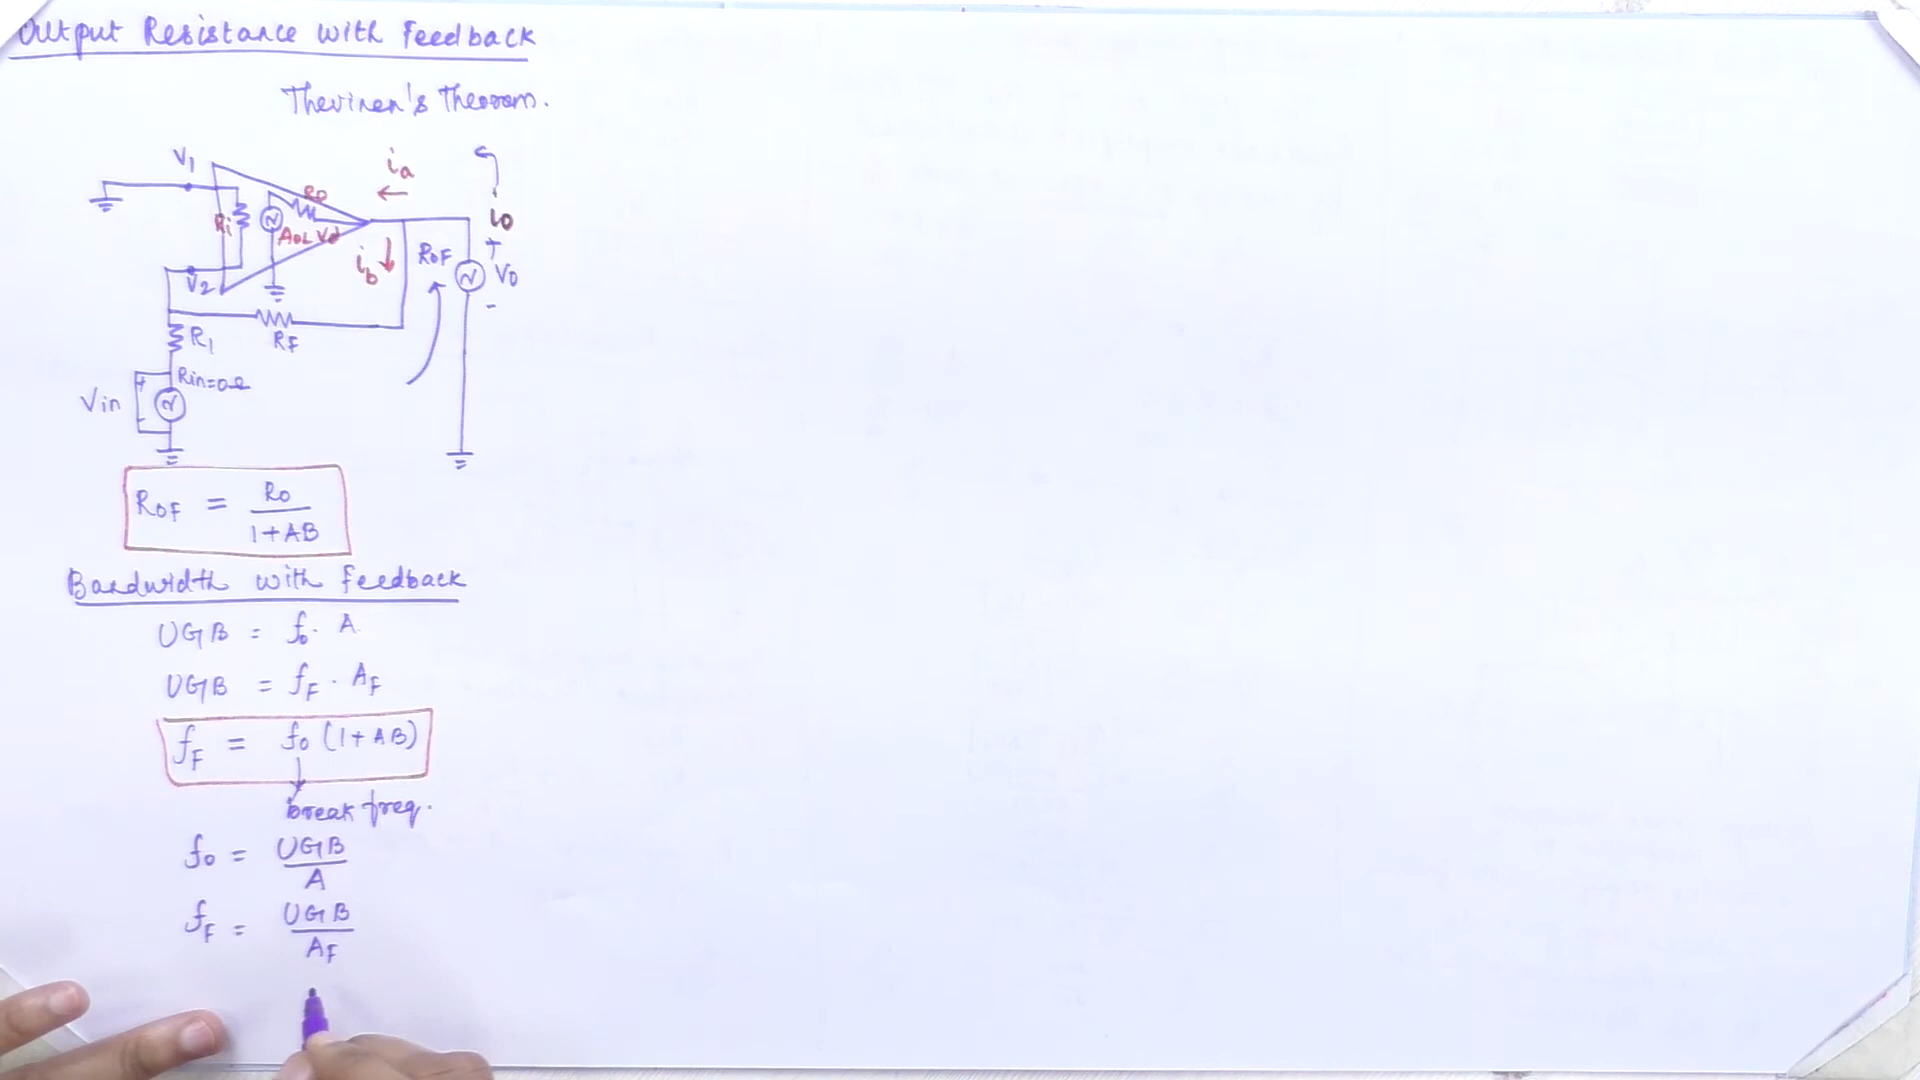 Output Resistance with Feedback
Thevinen's Theorem.
V1
ia
Ro
Ri
AOL Vd
io
+
ib
ROF
VO
-
V2
R1
RF
Rin=0Ω
+
Vin
-
ROF = RO / 1+AB
Bandwidth with Feedback
UGB = fo. A
UGB = fF . AF
fF = fo (1+AB)
break freq.
fo = UGB / A
fF = UGB / AF